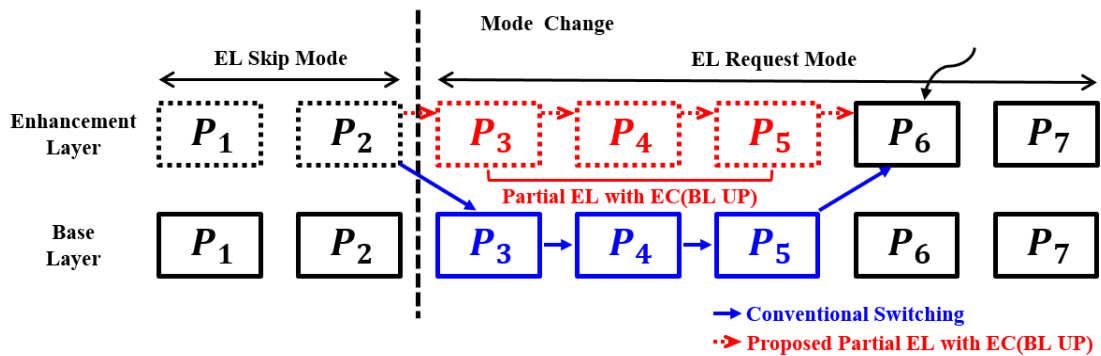 Mode Change
EL Skip Mode
EL Request Mode
Enhancement
Layer
P₁ P₂ P₃ P₄ P₅ P₆ P₇
Partial EL with EC(BL UP)
Base
Layer
P₁ P₂ P₃ P₄ P₅ P₆ P₇
Conventional Switching
Proposed Partial EL with EC(BL UP)